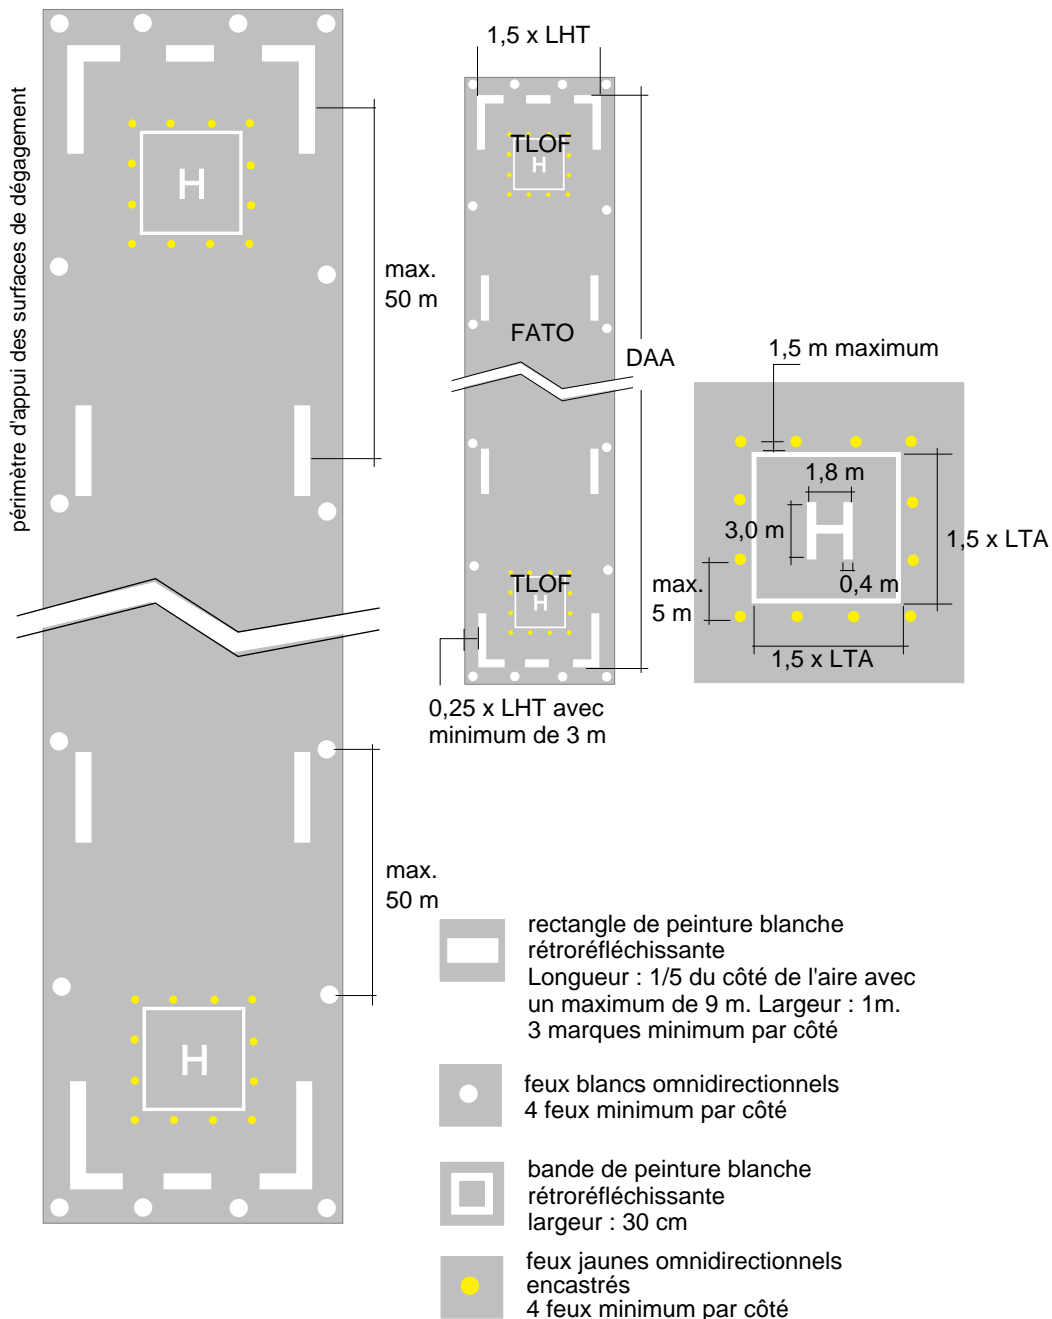 périmètre d'appui des surfaces de dégagement
H
max.
50 m
max.
50 m
H
1,5 x LHT
TLOF
H
FATO
DAA
TLOF
H
0,25 x LHT avec
minimum de 3 m
1,5 m maximum
1,8 m
3,0 m
H
1,5 x LTA
0,4 m
max.
5 m
1,5 x LTA
rectangle de peinture blanche
rétroréfléchissante
Longueur : 1/5 du côté de l'aire avec
un maximum de 9 m. Largeur : 1m.
3 marques minimum par côté
feux blancs omnidirectionnels
4 feux minimum par côté
bande de peinture blanche
rétroréfléchissante
largeur : 30 cm
feux jaunes omnidirectionnels
encastrés
4 feux minimum par côté